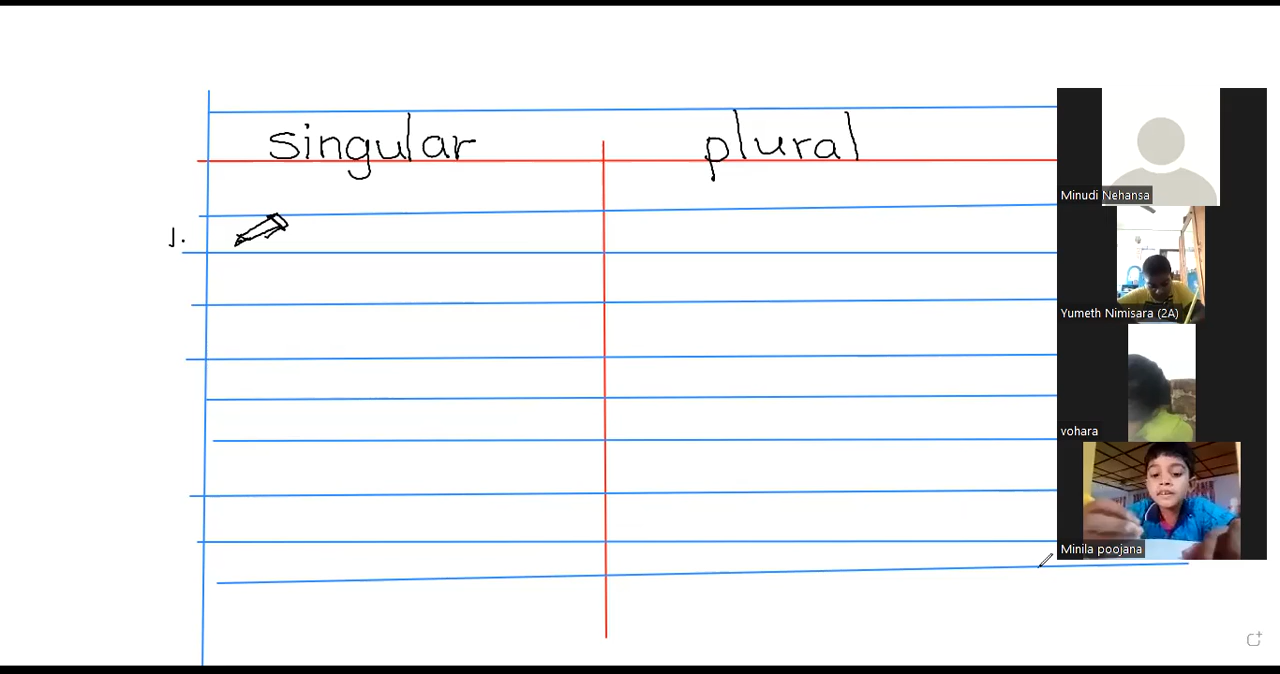 singular plural
1.
Minudi Nehansa
Yumeth Nimisara (2A)
vohara
Minila poojana